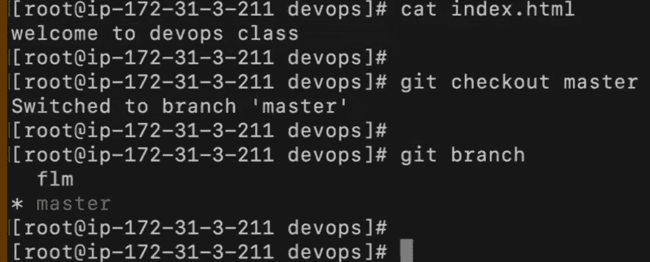 [root@ip-172-31-3-211 devops]# cat index.html
welcome to devops class
[root@ip-172-31-3-211 devops]#
[root@ip-172-31-3-211 devops]# git checkout master
Switched to branch 'master'
[root@ip-172-31-3-211 devops]#
[root@ip-172-31-3-211 devops]# git branch
  flm
* master
[root@ip-172-31-3-211 devops]#
[root@ip-172-31-3-211 devops]#